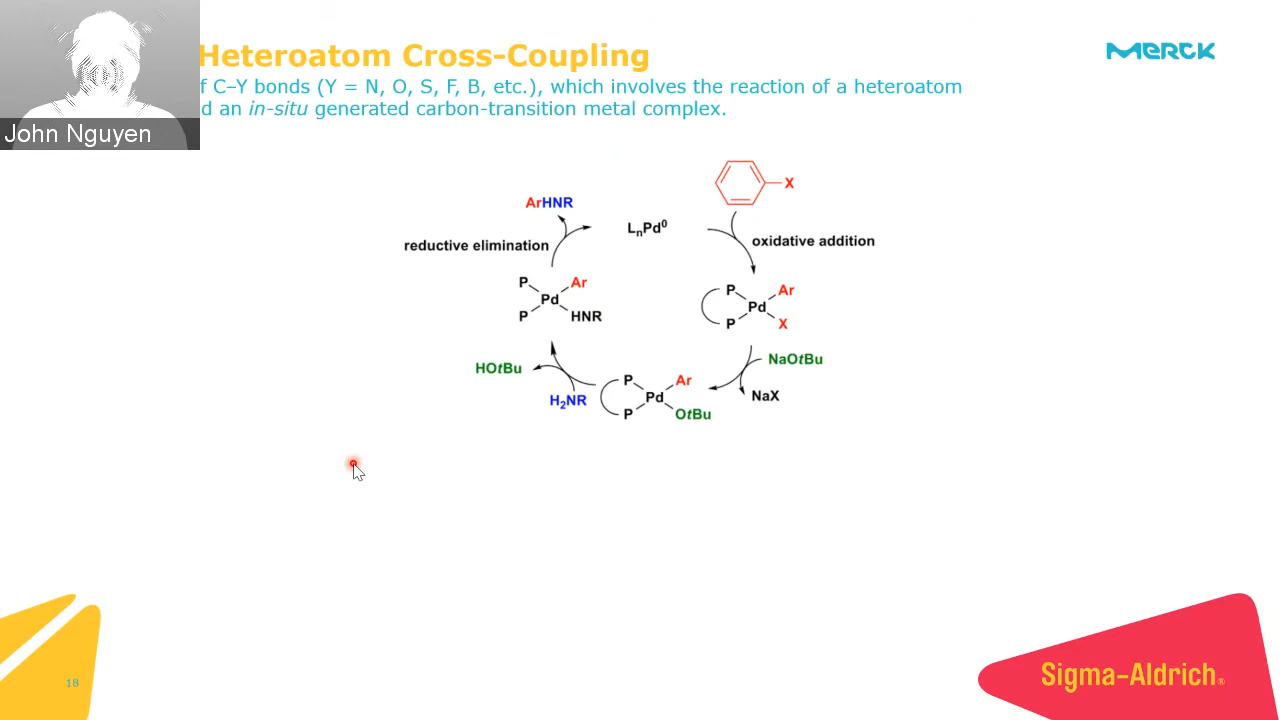 Heteroatom Cross-Coupling
f C–Y bonds (Y = N, O, S, F, B, etc.), which involves the reaction of a heteroatom
d an in-situ generated carbon-transition metal complex.
John Nguyen
MERCK
X
ArHNR
LnPd0
reductive elimination
oxidative addition
P Ar
Pd
P HNR
P Ar
Pd
P X
NaOtBu
NaX
HOtBu
H2NR
P Ar
Pd
P OtBu
18
Sigma-Aldrich®